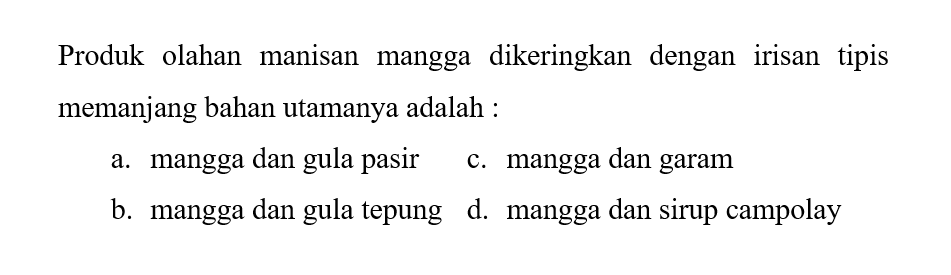 Produk olahan manisan mangga dikeringkan dengan irisan tipis
memanjang bahan utamanya adalah :
a. mangga dan gula pasir c. mangga dan garam
b. mangga dan gula tepung d. mangga dan sirup campolay